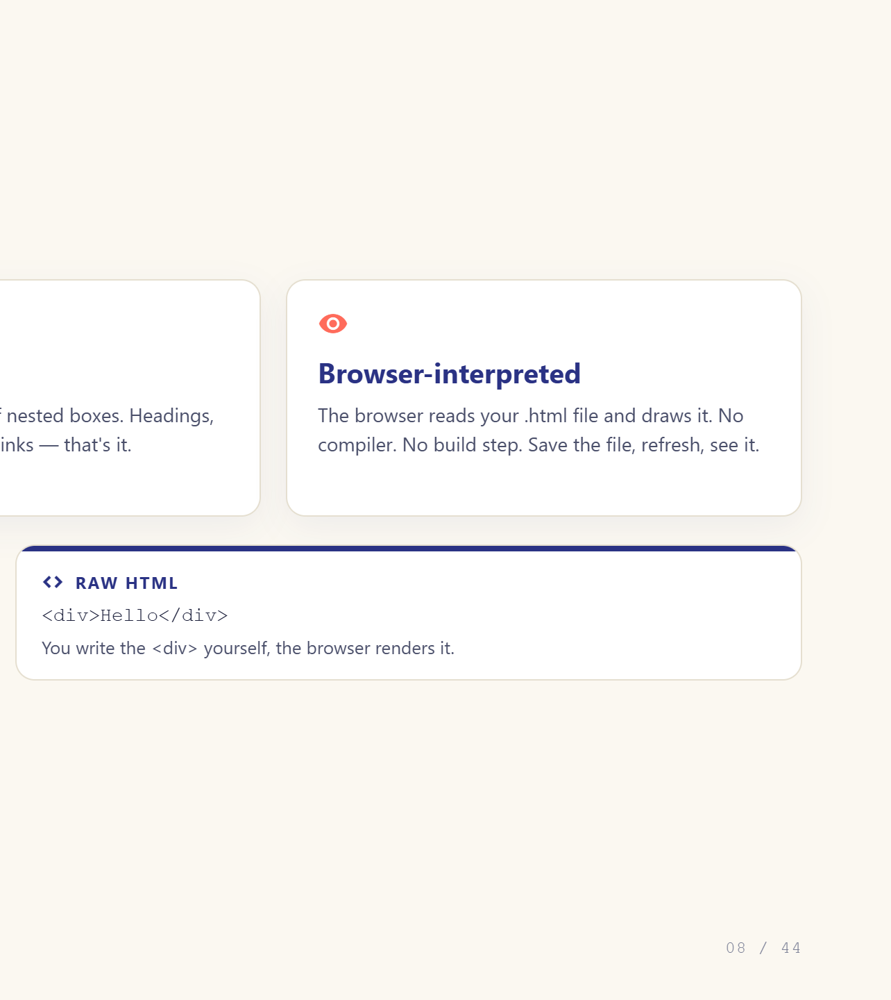 nested boxes. Headings,
inks — that's it.
Browser-interpreted
The browser reads your .html file and draws it. No
compiler. No build step. Save the file, refresh, see it.
RAW HTML
<div>Hello</div>
You write the <div> yourself, the browser renders it.
08 / 44